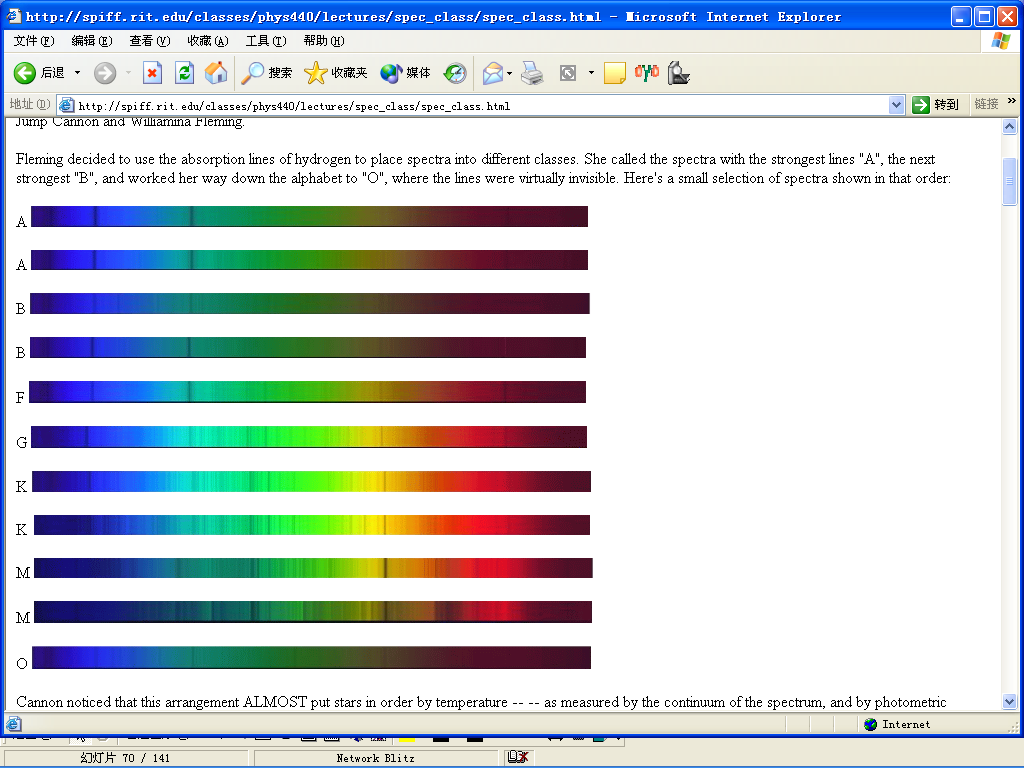 http://spiff.rit.edu/classes/phys440/lectures/spec_class/spec_class.html - Microsoft Internet Explorer
文件(F) 编辑(E) 查看(V) 收藏(A) 工具(T) 帮助(H)
后退 搜索 收藏夹 媒体
地址(D) http://spiff.rit.edu/classes/phys440/lectures/spec_class/spec_class.html 转到 链接 »
Jump Cannon and Williamina Fleming.
Fleming decided to use the absorption lines of hydrogen to place spectra into different classes. She called the spectra with the strongest lines "A", the next
strongest "B", and worked her way down the alphabet to "O", where the lines were virtually invisible. Here's a small selection of spectra shown in that order:
A
A
B
B
F
G
K
K
M
M
O
Cannon noticed that this arrangement ALMOST put stars in order by temperature -- -- as measured by the continuum of the spectrum, and by photometric
Internet
幻灯片 70 / 141 Network Blitz